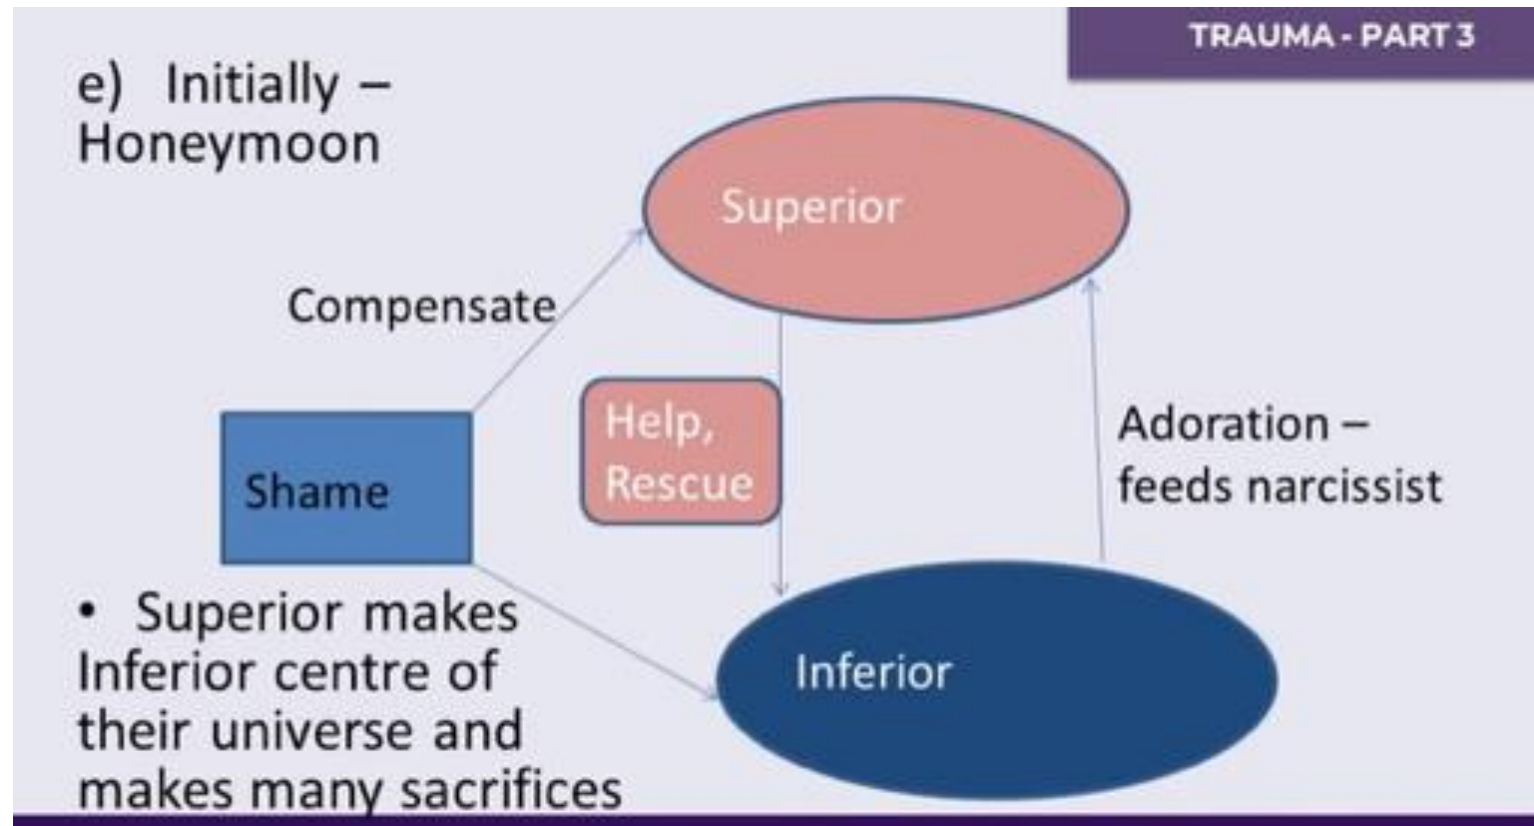 TRAUMA - PART 3
e) Initially –
Honeymoon
Superior
Compensate
Help,
Rescue
Adoration –
feeds narcissist
Shame
• Superior makes
Inferior centre of
their universe and
makes many sacrifices
Inferior